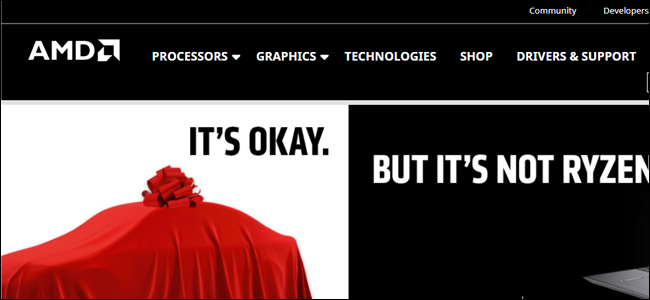 Community Developers
AMD PROCESSORS GRAPHICS TECHNOLOGIES SHOP DRIVERS & SUPPORT
IT'S OKAY.
BUT IT'S NOT RYZEN